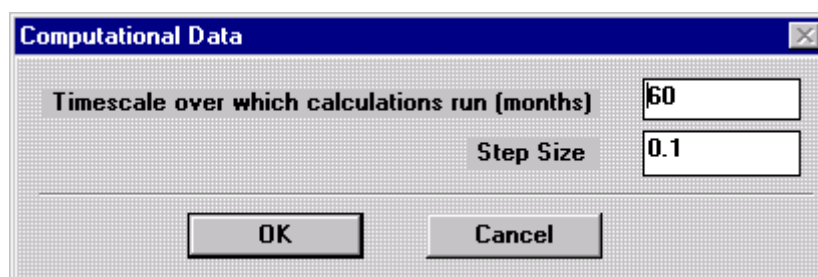 Computational Data
Timescale over which calculations run (months) 60
Step Size 0.1
OK Cancel